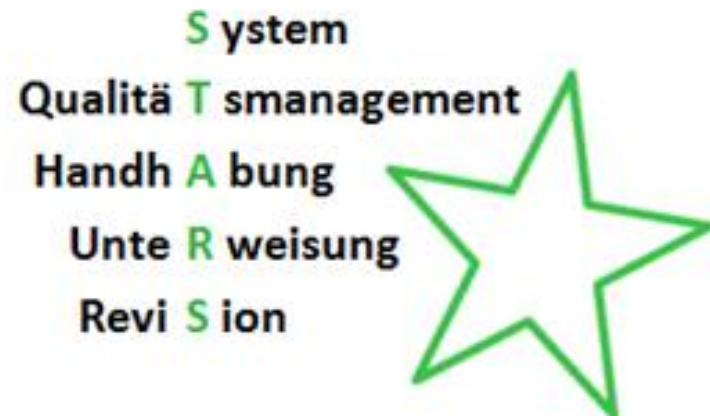 S ystem
Qualitä T smanagement
Handh A bung
Unte R weisung
Revi S ion